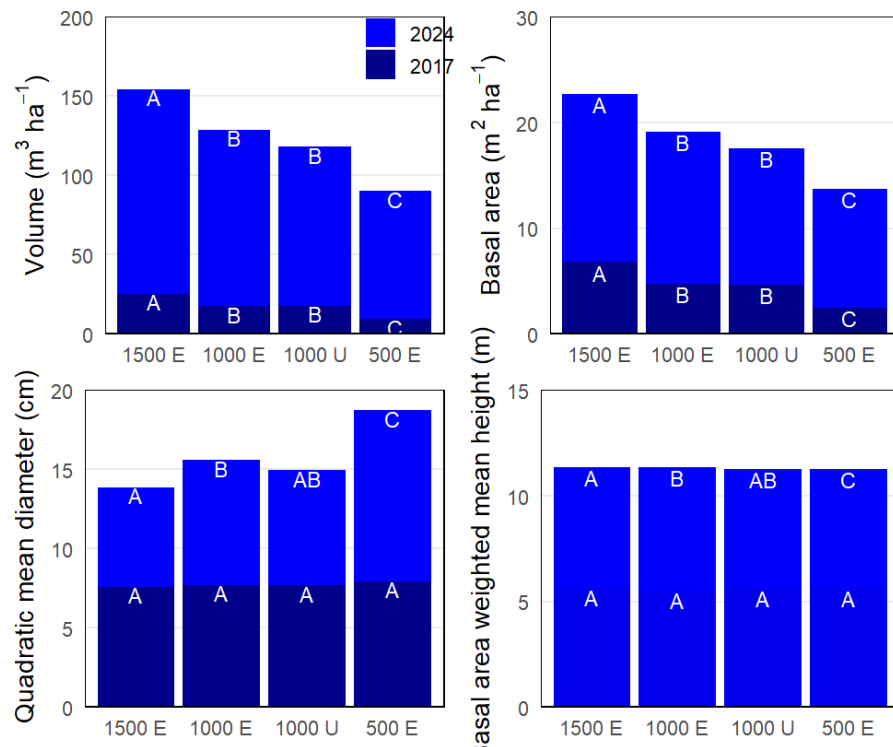 Volume (m³ ha⁻¹)
200
150
100
50
0
2024
2017
A
B
B
C
A
B
B
C
1500 E
1000 E
1000 U
500 E
Basal area (m² ha⁻¹)
30
20
10
0
A
B
B
C
A
B
B
C
1500 E
1000 E
1000 U
500 E
Quadratic mean diameter (cm)
20
15
10
5
0
A
B
AB
C
A
A
A
A
1500 E
1000 E
1000 U
500 E
asal area weighted mean height (m)
15
10
5
0
A
B
AB
C
A
A
A
A
1500 E
1000 E
1000 U
500 E